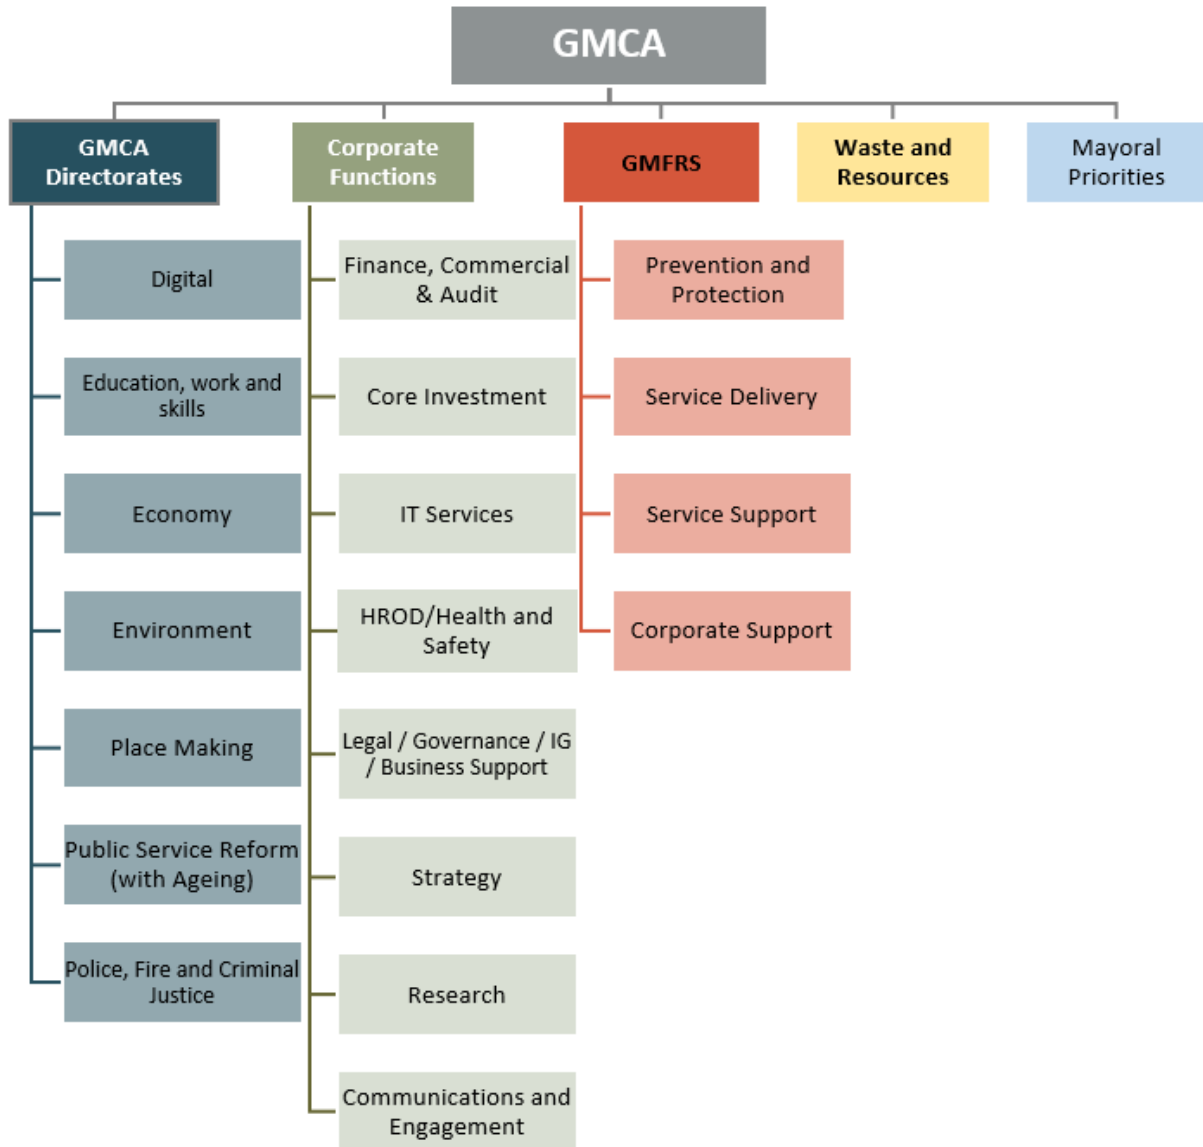 GMCA
GMCA
Directorates
Corporate
Functions
GMFRS
Waste and
Resources
Mayoral
Priorities
Digital
Education, work and
skills
Economy
Environment
Place Making
Public Service Reform
(with Ageing)
Police, Fire and Criminal
Justice
Finance, Commercial
& Audit
Core Investment
IT Services
HROD/Health and
Safety
Legal / Governance / IG
/ Business Support
Strategy
Research
Communications and
Engagement
Prevention and
Protection
Service Delivery
Service Support
Corporate Support